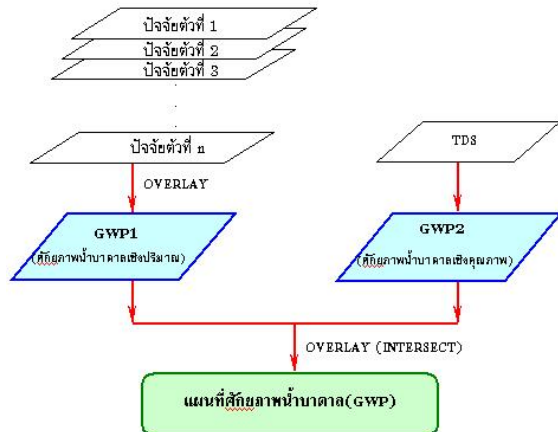 ปัจจัยตัวที่ 1
ปัจจัยตัวที่ 2
ปัจจัยตัวที่ 3
ปัจจัยตัวที่ n
TDS
OVERLAY
GWP1
(ศักยภาพน้ำบาดาลเชิงปริมาณ)
GWP2
(ศักยภาพน้ำบาดาลเชิงคุณภาพ)
OVERLAY (INTERSECT)
แผนที่ศักยภาพน้ำบาดาล(GWP)